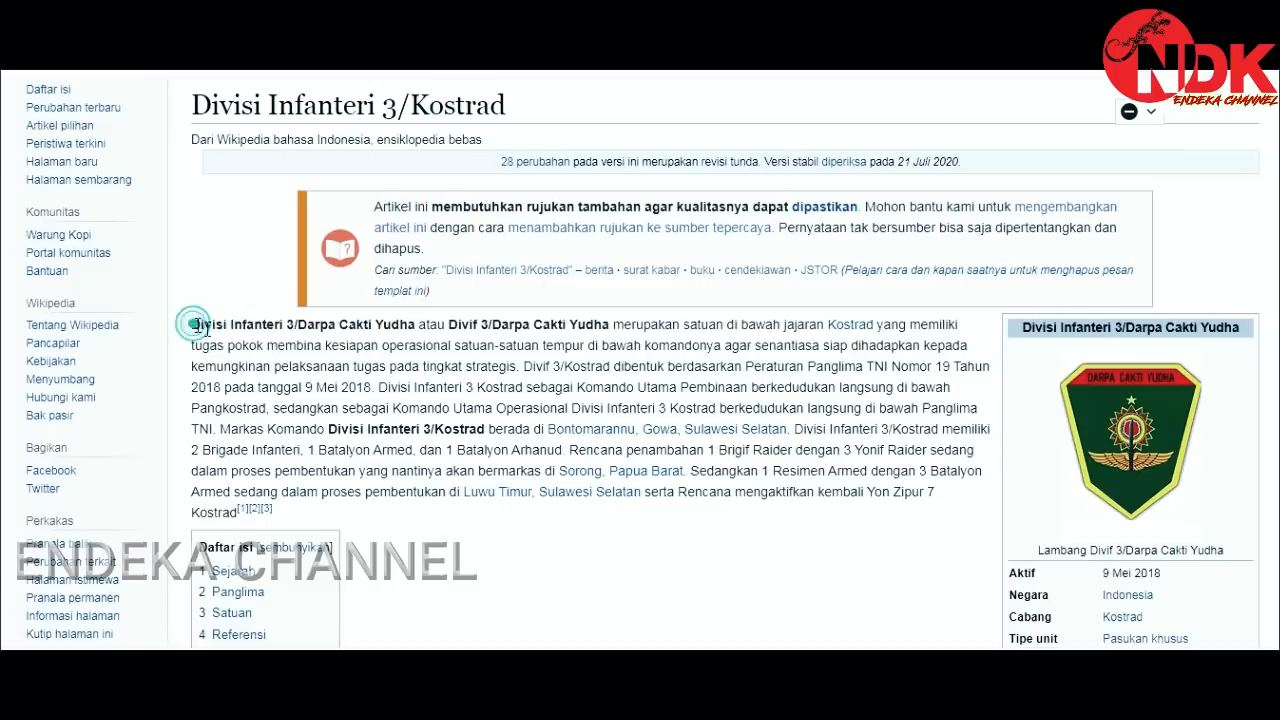 NDK
ENDEKA CHANNEL
Daftar isi
Perubahan terbaru
Artikel pilihan
Peristiwa terkini
Halaman baru
Halaman sembarang
Komunitas
Warung Kopi
Portal komunitas
Bantuan
Wikipedia
Tentang Wikipedia
Pancapilar
Kebijakan
Menyumbang
Hubungi kami
Bak pasir
Bagikan
Facebook
Twitter
Perkakas
Pranala balik
Perubahan terkait
Halaman istimewa
Pranala permanen
Informasi halaman
Kutip halaman ini
Divisi Infanteri 3/Kostrad
Dari Wikipedia bahasa Indonesia, ensiklopedia bebas
28 perubahan pada versi ini merupakan revisi tunda. Versi stabil diperiksa pada 21 Juli 2020.
Artikel ini membutuhkan rujukan tambahan agar kualitasnya dapat dipastikan. Mohon bantu kami untuk mengembangkan
artikel ini dengan cara menambahkan rujukan ke sumber tepercaya. Pernyataan tak bersumber bisa saja dipertentangkan dan
dihapus.
Cari sumber: "Divisi Infanteri 3/Kostrad" – berita · surat kabar · buku · cendekiawan · JSTOR (Pelajari cara dan kapan saatnya untuk menghapus pesan
templat ini)
Divisi Infanteri 3/Darpa Cakti Yudha atau Divif 3/Darpa Cakti Yudha merupakan satuan di bawah jajaran Kostrad yang memiliki
tugas pokok membina kesiapan operasional satuan-satuan tempur di bawah komandonya agar senantiasa siap dihadapkan kepada
kemungkinan pelaksanaan tugas pada tingkat strategis. Divif 3/Kostrad dibentuk berdasarkan Peraturan Panglima TNI Nomor 19 Tahun
2018 pada tanggal 9 Mei 2018. Divisi Infanteri 3 Kostrad sebagai Komando Utama Pembinaan berkedudukan langsung di bawah
Pangkostrad, sedangkan sebagai Komando Utama Operasional Divisi Infanteri 3 Kostrad berkedudukan langsung di bawah Panglima
TNI. Markas Komando Divisi Infanteri 3/Kostrad berada di Bontomarannu, Gowa, Sulawesi Selatan. Divisi Infanteri 3/Kostrad memiliki
2 Brigade Infanteri, 1 Batalyon Armed, dan 1 Batalyon Arhanud. Rencana penambahan 1 Brigif Raider dengan 3 Yonif Raider sedang
dalam proses pembentukan yang nantinya akan bermarkas di Sorong, Papua Barat. Sedangkan 1 Resimen Armed dengan 3 Batalyon
Armed sedang dalam proses pembentukan di Luwu Timur, Sulawesi Selatan serta Rencana mengaktifkan kembali Yon Zipur 7
Kostrad[1][2][3]
Daftar isi [sembunyikan]
1 Sejarah
2 Panglima
3 Satuan
4 Referensi
ENDEKA CHANNEL
Divisi Infanteri 3/Darpa Cakti Yudha
DARPA CAKTI YUDHA
Lambang Divif 3/Darpa Cakti Yudha
Aktif 9 Mei 2018
Negara Indonesia
Cabang Kostrad
Tipe unit Pasukan khusus